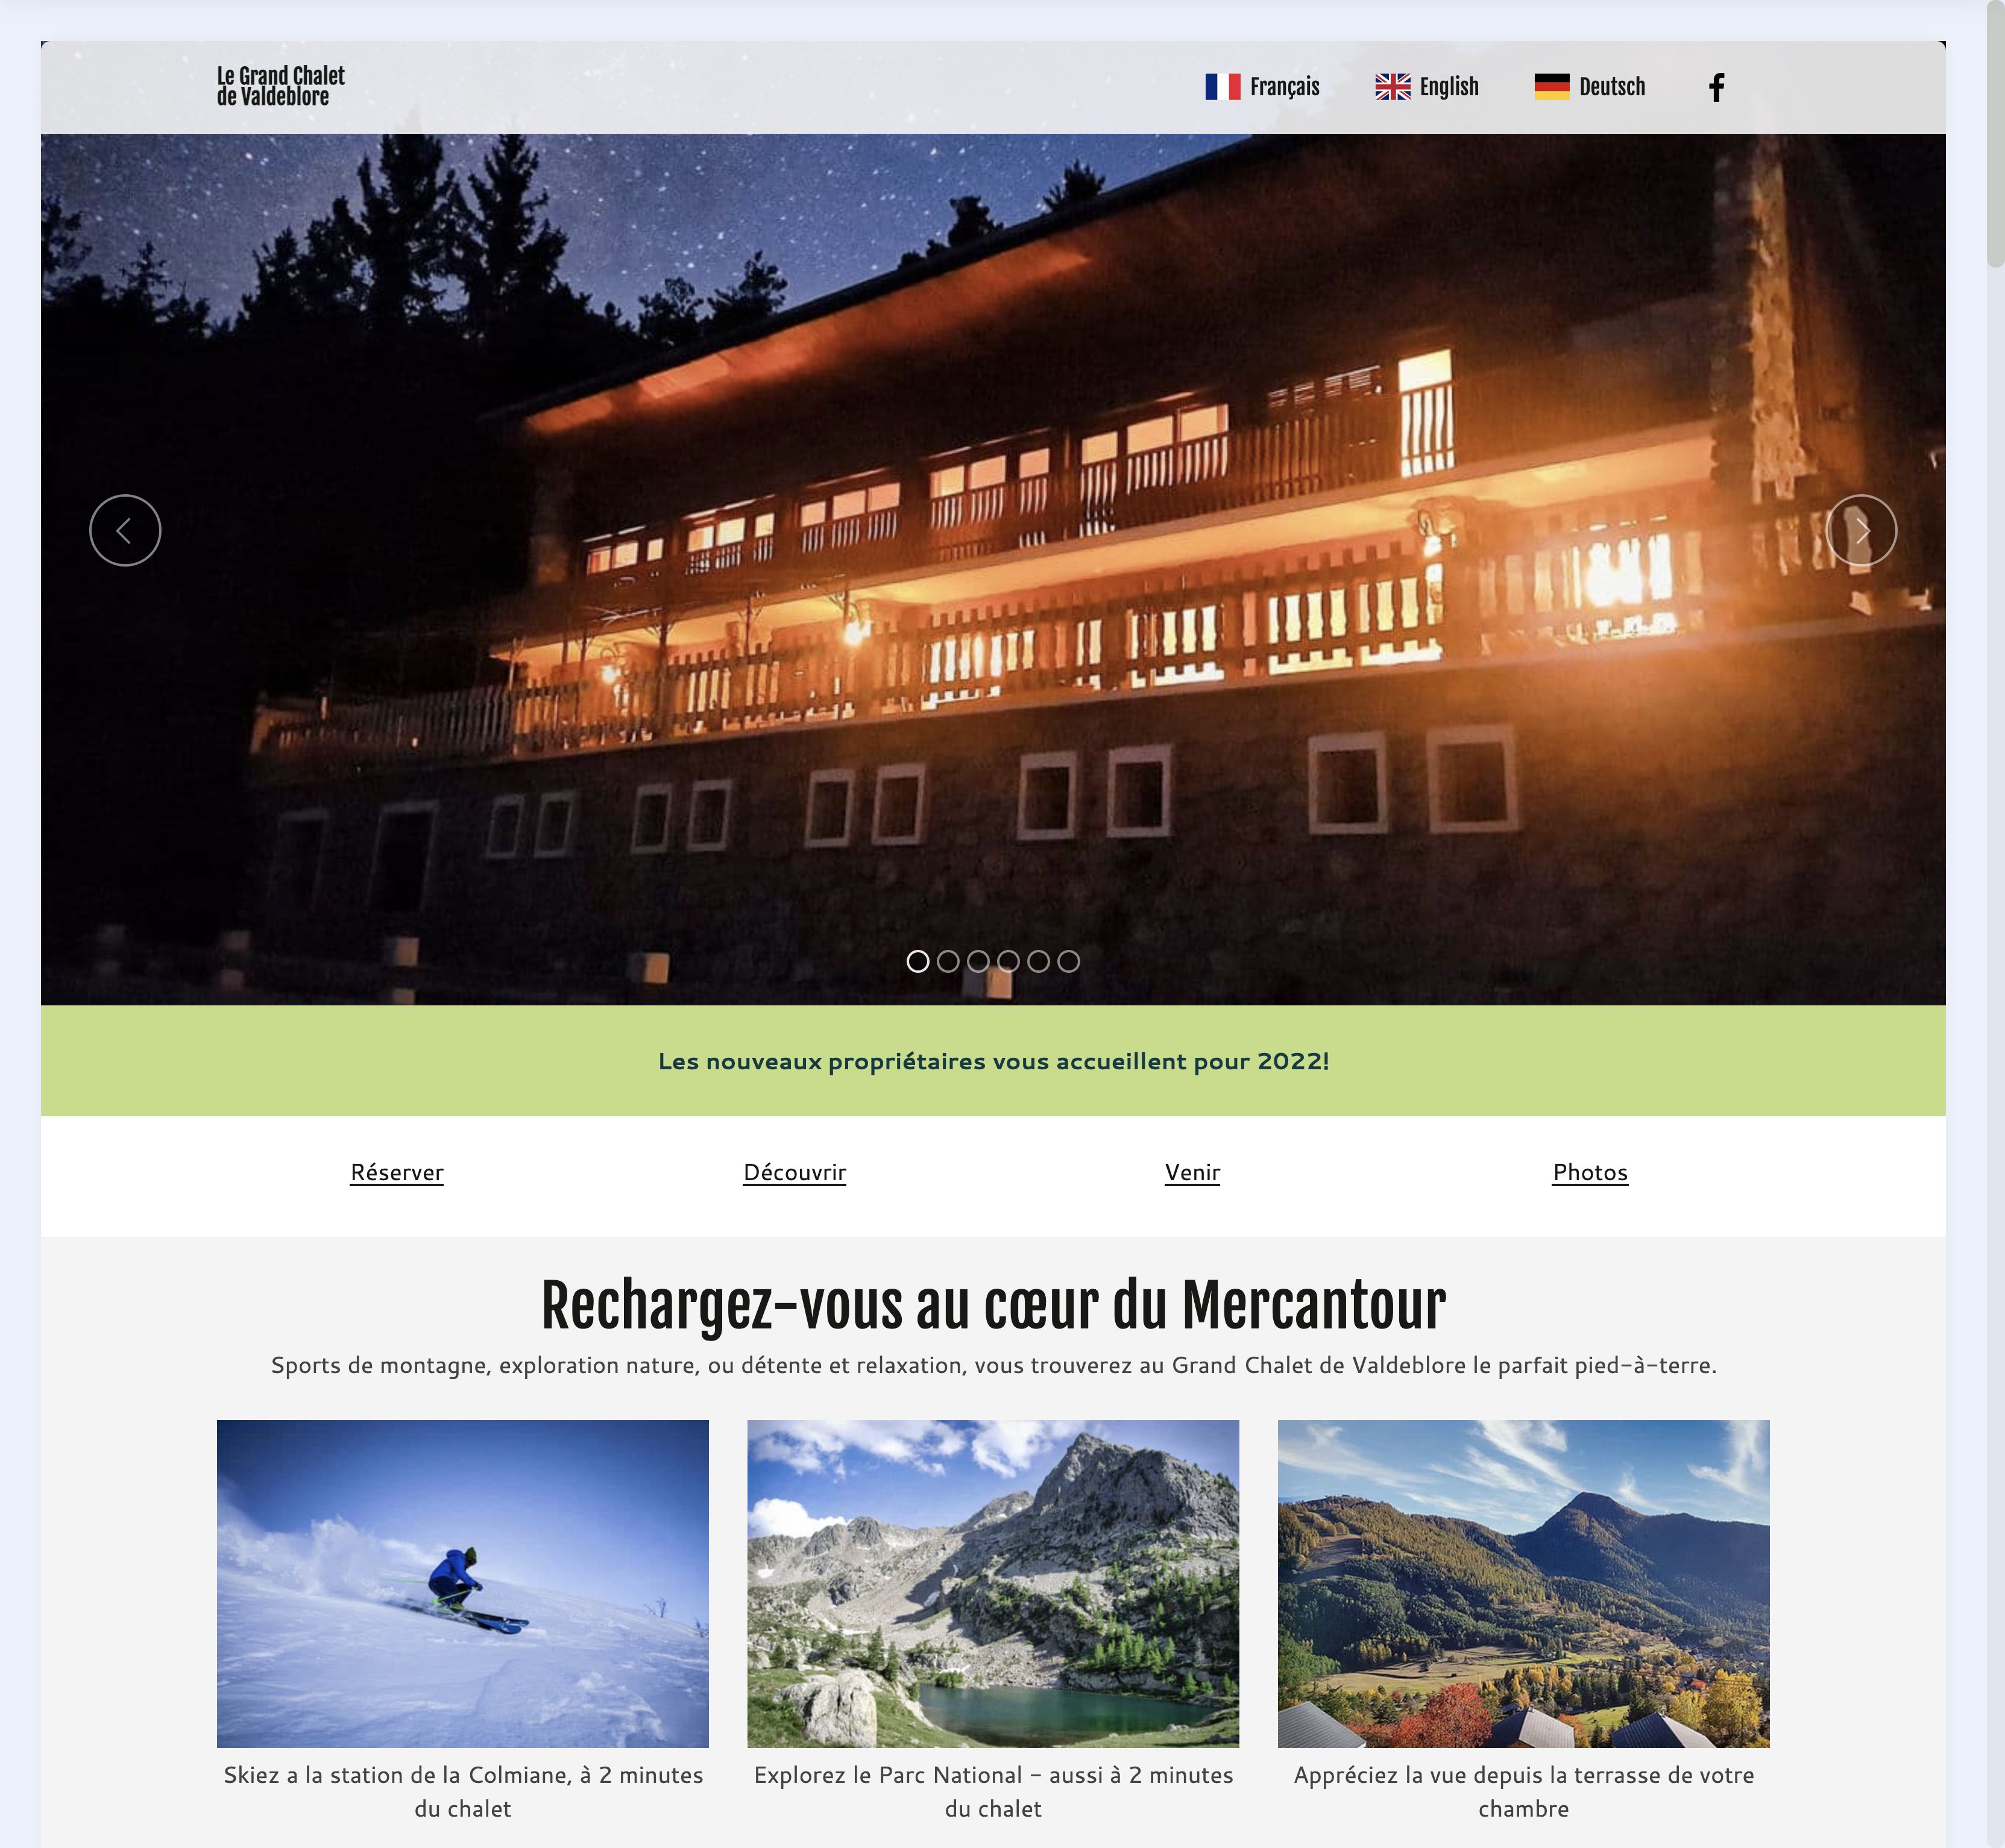 Le Grand Chalet
de Valdeblore
Français
English
Deutsch
Les nouveaux propriétaires vous accueillent pour 2022!
Réserver
Découvrir
Venir
Photos
Rechargez-vous au cœur du Mercantour
Sports de montagne, exploration nature, ou détente et relaxation, vous trouverez au Grand Chalet de Valdeblore le parfait pied-à-terre.
Skiez a la station de la Colmiane, à 2 minutes
du chalet
Explorez le Parc National - aussi à 2 minutes
du chalet
Appréciez la vue depuis la terrasse de votre
chambre